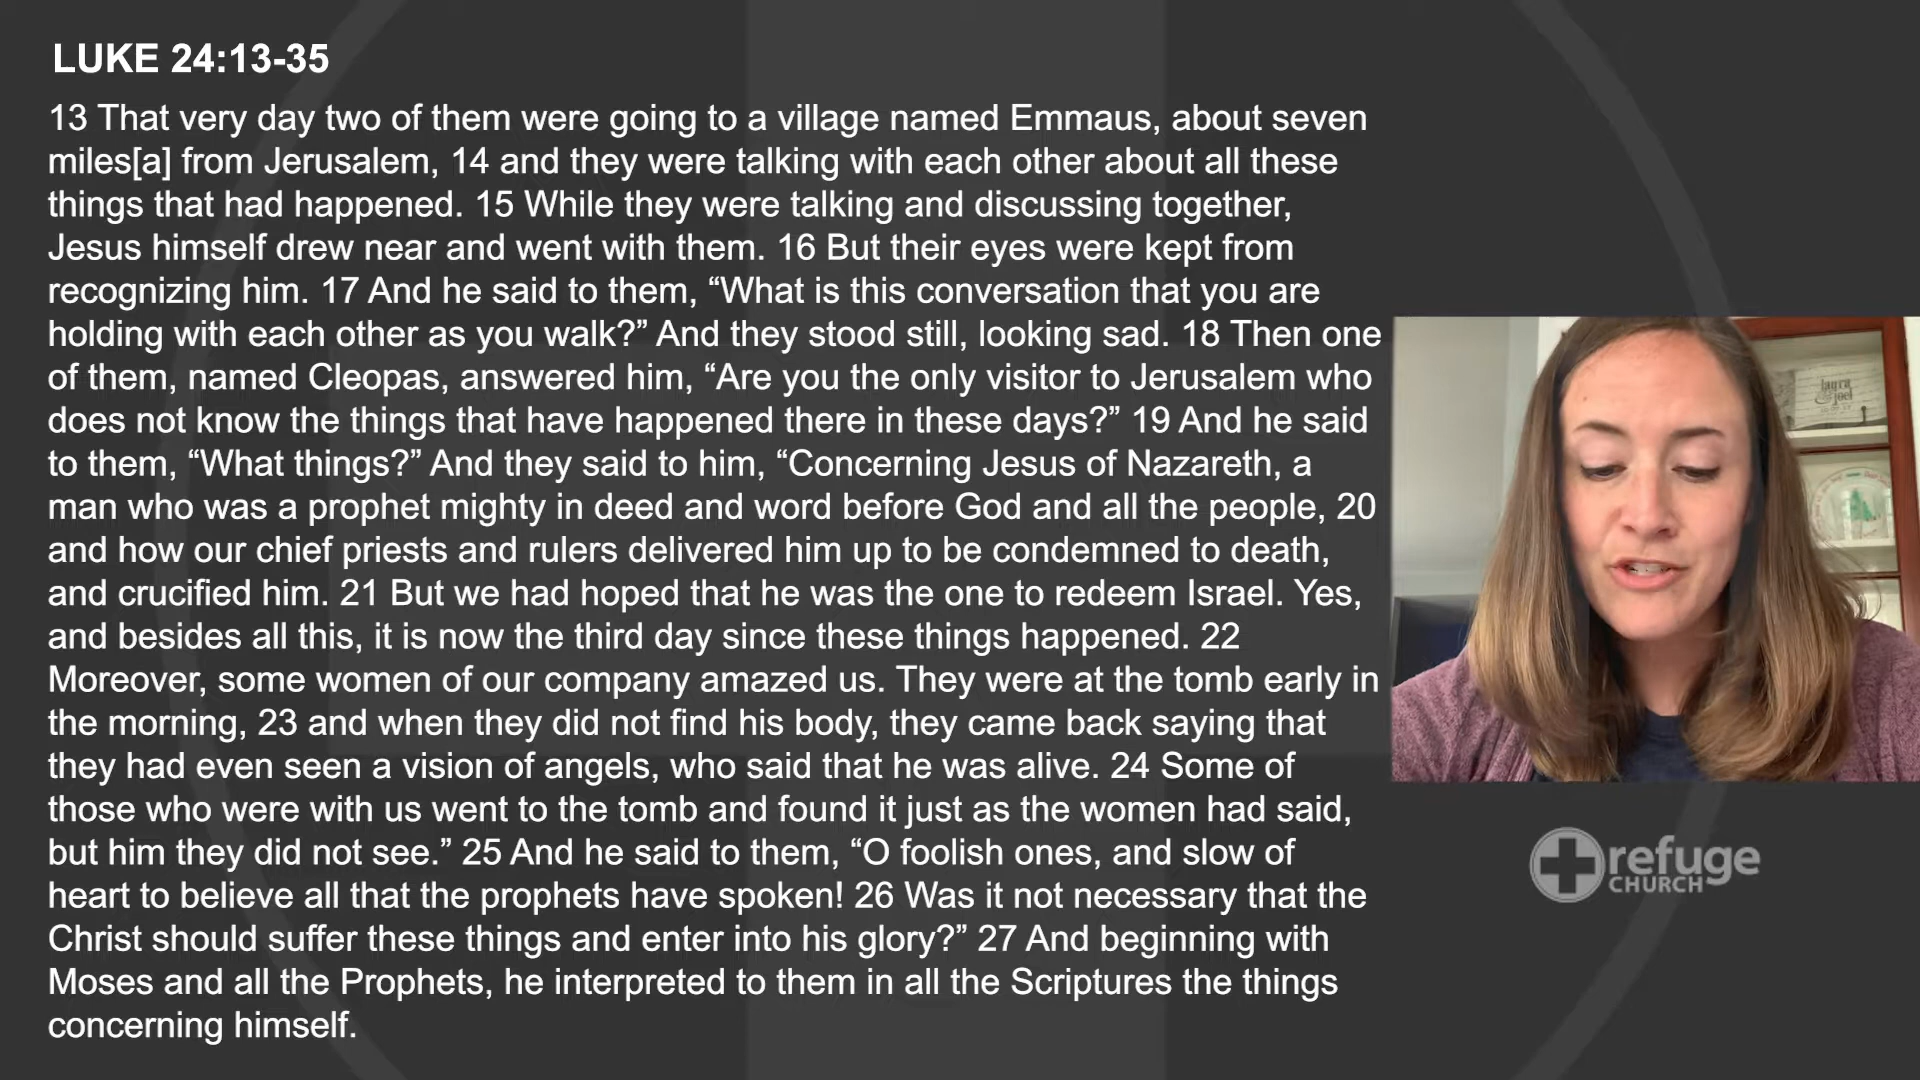 LUKE 24:13-35
13 That very day two of them were going to a village named Emmaus, about seven
miles[a] from Jerusalem, 14 and they were talking with each other about all these
things that had happened. 15 While they were talking and discussing together,
Jesus himself drew near and went with them. 16 But their eyes were kept from
recognizing him. 17 And he said to them, “What is this conversation that you are
holding with each other as you walk?” And they stood still, looking sad. 18 Then one
of them, named Cleopas, answered him, “Are you the only visitor to Jerusalem who
does not know the things that have happened there in these days?” 19 And he said
to them, “What things?” And they said to him, “Concerning Jesus of Nazareth, a
man who was a prophet mighty in deed and word before God and all the people, 20
and how our chief priests and rulers delivered him up to be condemned to death,
and crucified him. 21 But we had hoped that he was the one to redeem Israel. Yes,
and besides all this, it is now the third day since these things happened. 22
Moreover, some women of our company amazed us. They were at the tomb early in
the morning, 23 and when they did not find his body, they came back saying that
they had even seen a vision of angels, who said that he was alive. 24 Some of
those who were with us went to the tomb and found it just as the women had said,
but him they did not see.” 25 And he said to them, “O foolish ones, and slow of
heart to believe all that the prophets have spoken! 26 Was it not necessary that the
Christ should suffer these things and enter into his glory?” 27 And beginning with
Moses and all the Prophets, he interpreted to them in all the Scriptures the things
concerning himself.
laura
&
joel
refuge
CHURCH